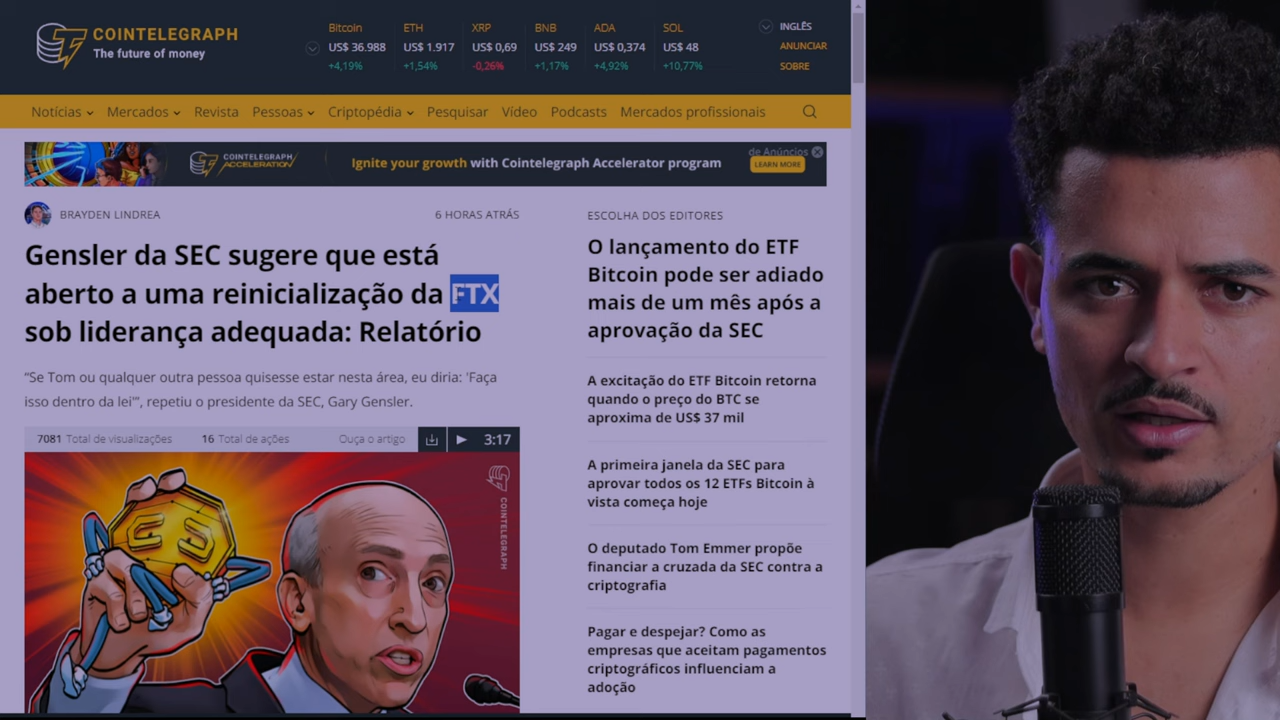 COINTELEGRAPH
The future of money
Bitcoin
US$ 36.988
+4,19%
ETH
US$ 1.917
+1,54%
XRP
US$ 0,69
-0,26%
BNB
US$ 249
+1,17%
ADA
US$ 0,374
+4,92%
SOL
US$ 48
+10,77%
INGLÊS
ANUNCIAR
SOBRE
Notícias
Mercados
Revista
Pessoas
Criptopédia
Pesquisar
Vídeo
Podcasts
Mercados profissionais
COINTELEGRAPH
ACCELERATION
Ignite your growth with Cointelegraph Accelerator program
de Anúncios
LEARN MORE
BRAYDEN LINDREA
6 HORAS ATRÁS
Gensler da SEC sugere que está
aberto a uma reinicialização da FTX
sob liderança adequada: Relatório
“Se Tom ou qualquer outra pessoa quisesse estar nesta área, eu diria: 'Faça
isso dentro da lei'”, repetiu o presidente da SEC, Gary Gensler.
7081 Total de visualizações
16 Total de ações
Ouça o artigo
3:17
COINTELEGRAPH
ESCOLHA DOS EDITORES
O lançamento do ETF
Bitcoin pode ser adiado
mais de um mês após a
aprovação da SEC
A excitação do ETF Bitcoin retorna
quando o preço do BTC se
aproxima de US$ 37 mil
A primeira janela da SEC para
aprovar todos os 12 ETFs Bitcoin à
vista começa hoje
O deputado Tom Emmer propõe
financiar a cruzada da SEC contra a
criptografia
Pagar e despejar? Como as
empresas que aceitam pagamentos
criptográficos influenciam a
adoção